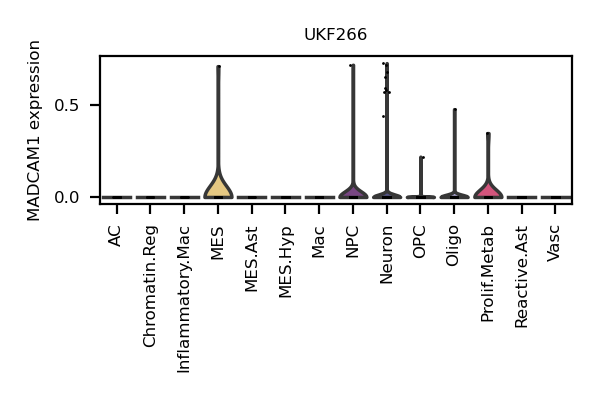 UKF266
MADCAM1 expression
0.5
0.0
AC
Chromatin.Reg
Inflammatory.Mac
MES
MES.Ast
MES.Hyp
Mac
NPC
Neuron
OPC
Oligo
Prolif.Metab
Reactive.Ast
Vasc